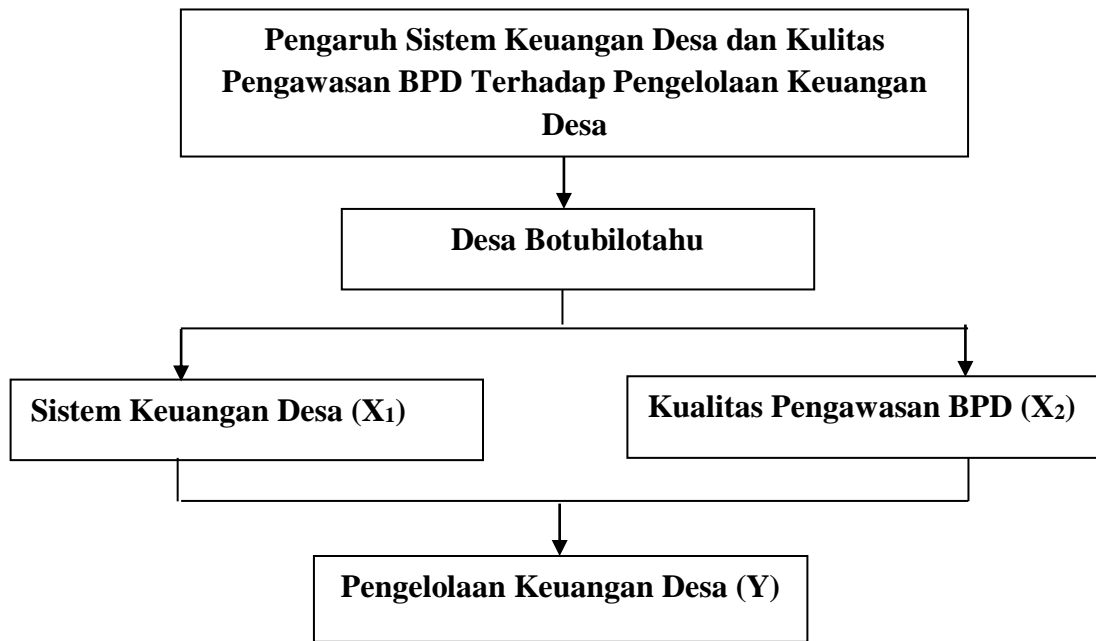 Pengaruh Sistem Keuangan Desa dan Kulitas
Pengawasan BPD Terhadap Pengelolaan Keuangan
Desa
Desa Botubilotahu
Sistem Keuangan Desa (X₁)
Kualitas Pengawasan BPD (X₂)
Pengelolaan Keuangan Desa (Y)